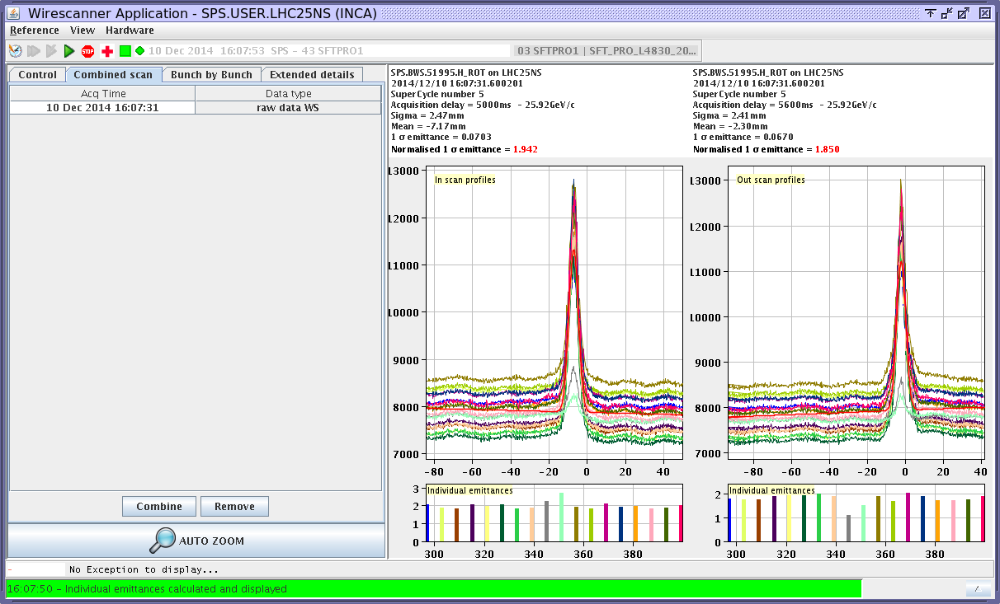 Wirescanner Application - SPS.USER.LHC25NS (INCA)
Reference View Hardware
STOP 10 Dec 2014 16:07:53 SPS - 43 SFTPRO1 03 SFTPRO1 | SFT_PRO_L4830_20...
Control Combined scan Bunch by Bunch Extended details
Acq Time Data type
10 Dec 2014 16:07:31 raw data WS
Combine Remove
AUTO ZOOM
SPS.BWS.51995.H_ROT on LHC25NS
2014/12/10 16:07:31.600201
SuperCycle number 5
Acquisition delay = 5000ms - 25.92GeV/c
Sigma = 2.47mm
Mean = -7.17mm
1 σ emittance = 0.0703
Normalised 1 σ emittance = 1.942
In scan profiles
13000
12000
11000
10000
9000
8000
7000
-80 -60 -40 -20 0 20 40
Individual emittances
3
2
1
0
300 320 340 360 380
SPS.BWS.51995.H_ROT on LHC25NS
2014/12/10 16:07:31.600201
SuperCycle number 5
Acquisition delay = 5600ms - 25.92GeV/c
Sigma = 2.41mm
Mean = -2.30mm
1 σ emittance = 0.0670
Normalised 1 σ emittance = 1.850
Out scan profiles
13000
12000
11000
10000
9000
8000
7000
-80 -60 -40 -20 0 20 40
Individual emittances
2
1
0
300 320 340 360 380
- No Exception to display...
16:07:50 - Individual emittances calculated and displayed
/